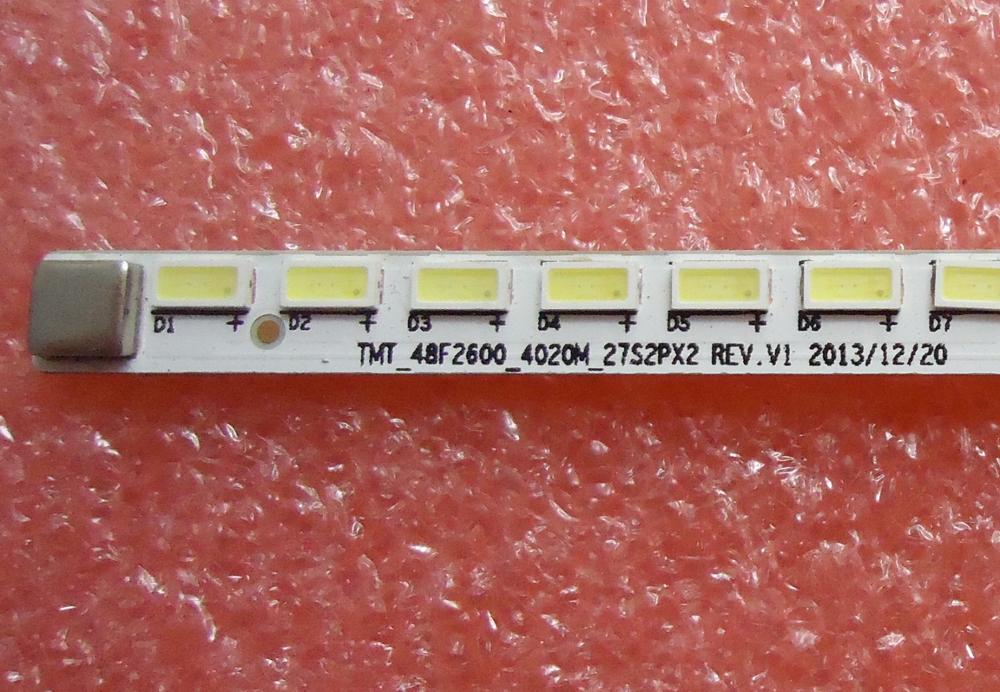 D1 + D2 + D3 + D4 + D5 + D6 + D7
TMT_48F2600_4020M_27S2PX2 REV.V1 2013/12/20